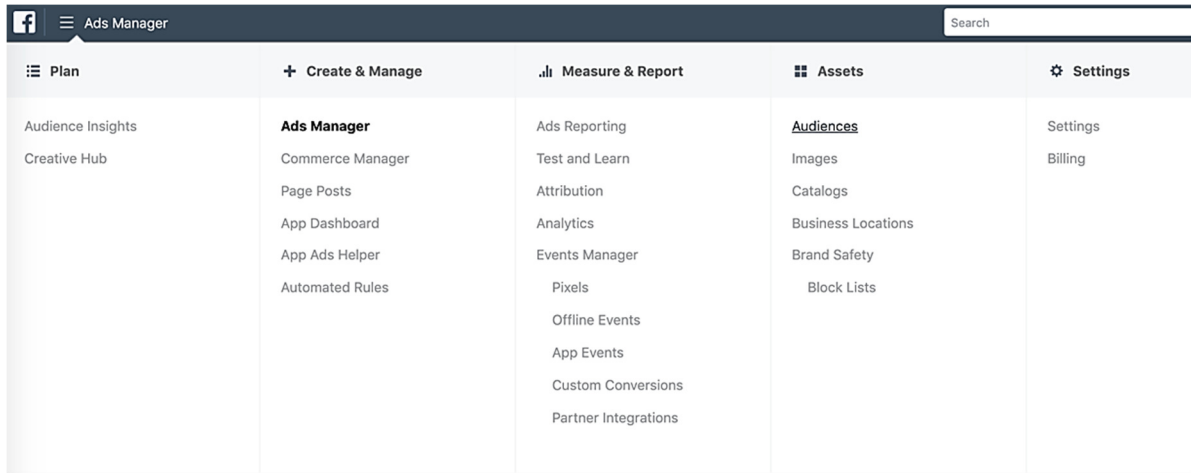 f Ads Manager Search
Plan
Audience Insights
Creative Hub
Create & Manage
Ads Manager
Commerce Manager
Page Posts
App Dashboard
App Ads Helper
Automated Rules
Measure & Report
Ads Reporting
Test and Learn
Attribution
Analytics
Events Manager
Pixels
Offline Events
App Events
Custom Conversions
Partner Integrations
Assets
Audiences
Images
Catalogs
Business Locations
Brand Safety
Block Lists
Settings
Settings
Billing